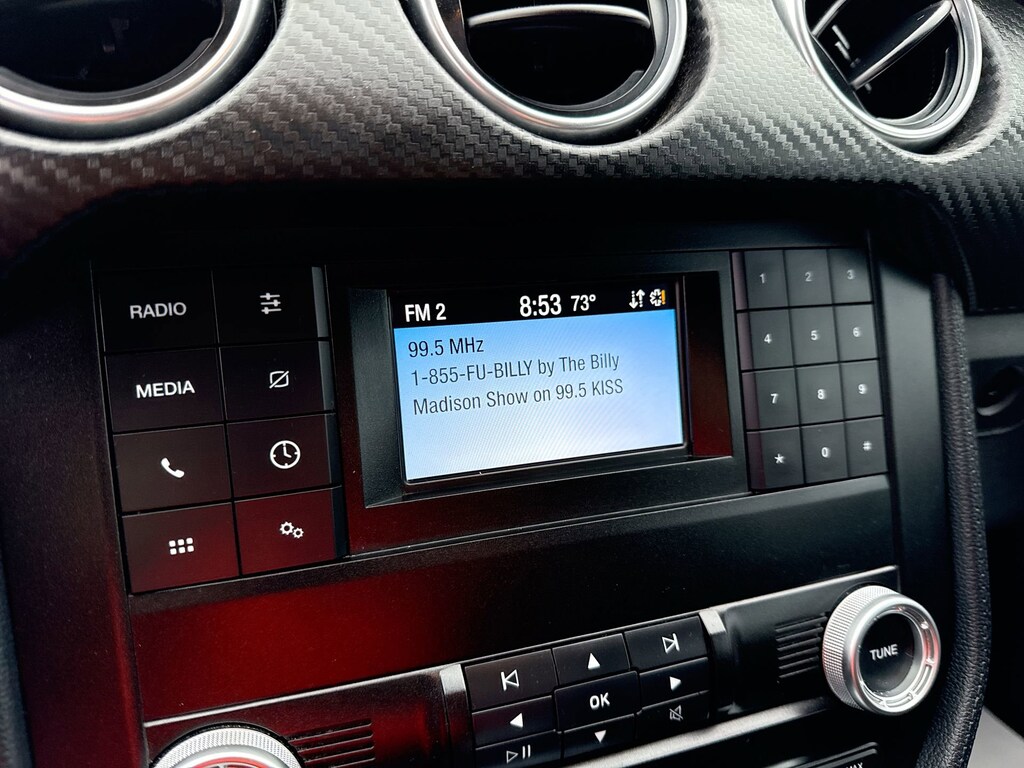 RADIO
MEDIA
FM 2 8:53 73°
99.5 MHz
1-855-FU-BILLY by The Billy
Madison Show on 99.5 KISS
1 2 3
4 5 6
7 8 9
* 0 #
OK
TUNE